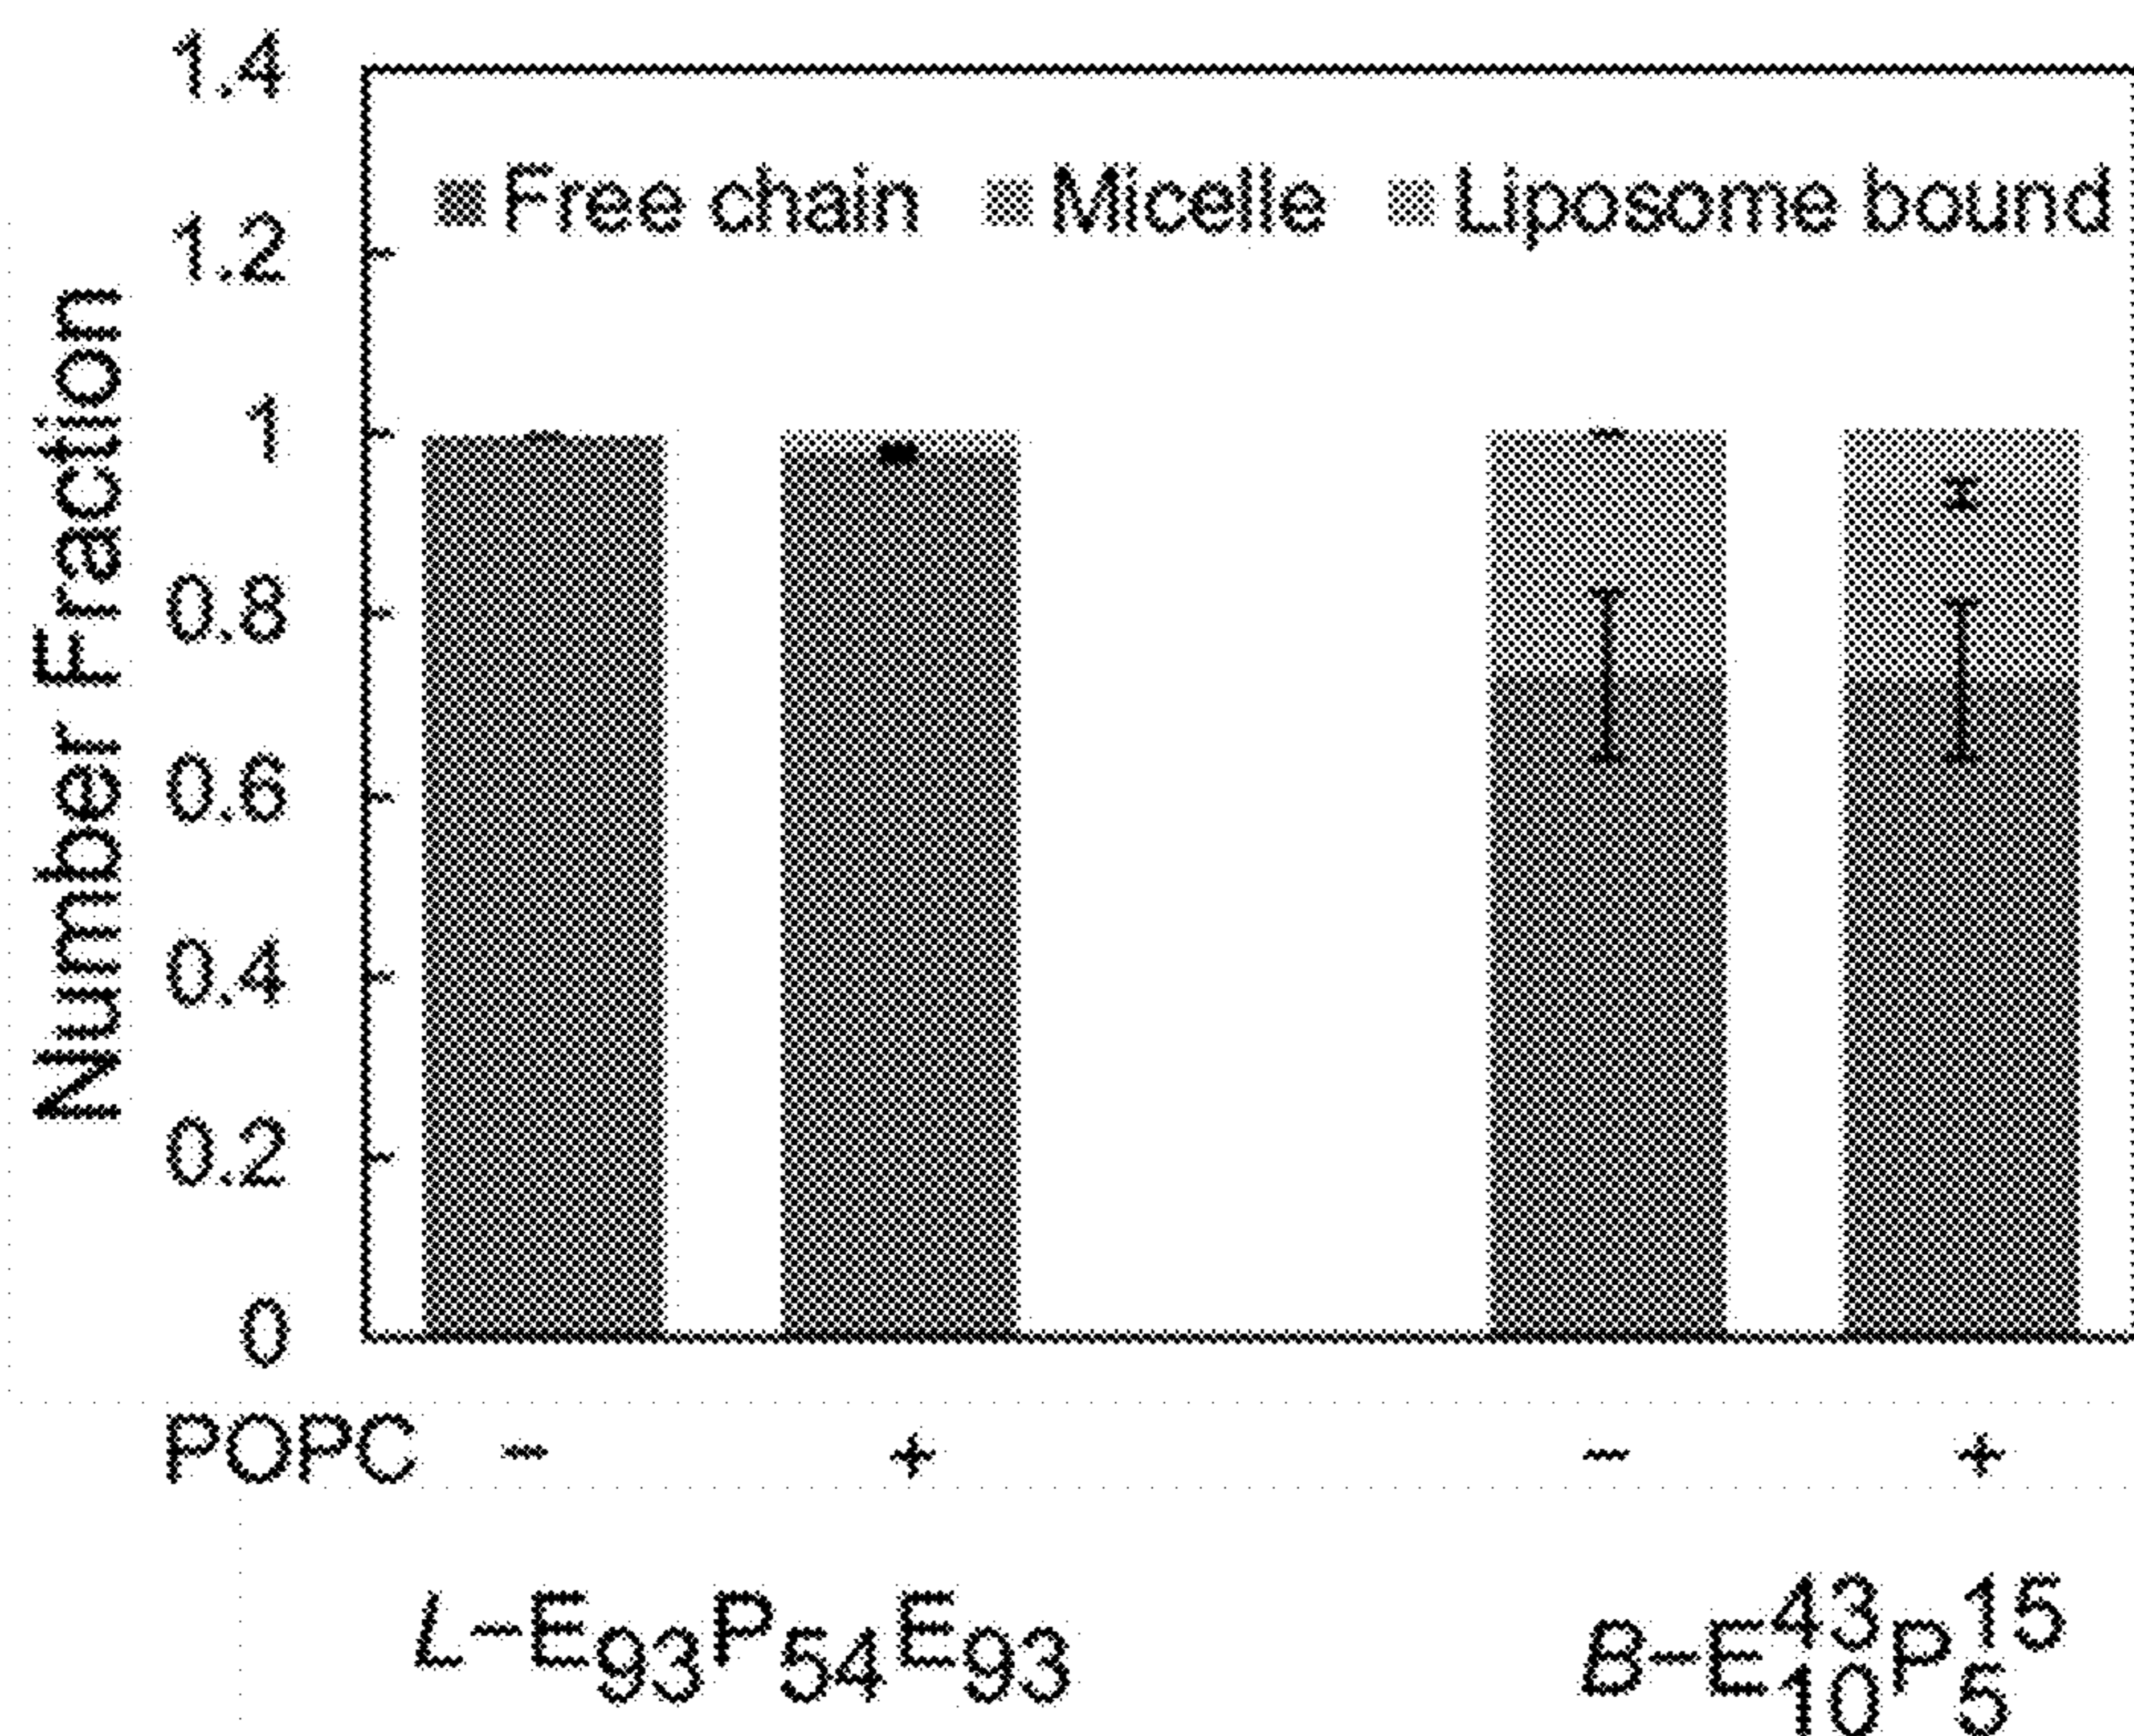 Number Fraction
1.4
1.2
1
0.8
0.6
0.4
0.2
0
Free chain Micelle Liposome bound
POPC − + − +
L−E₉₃P₅₄E₉₃
B−E⁴³₁₀P¹⁵₅